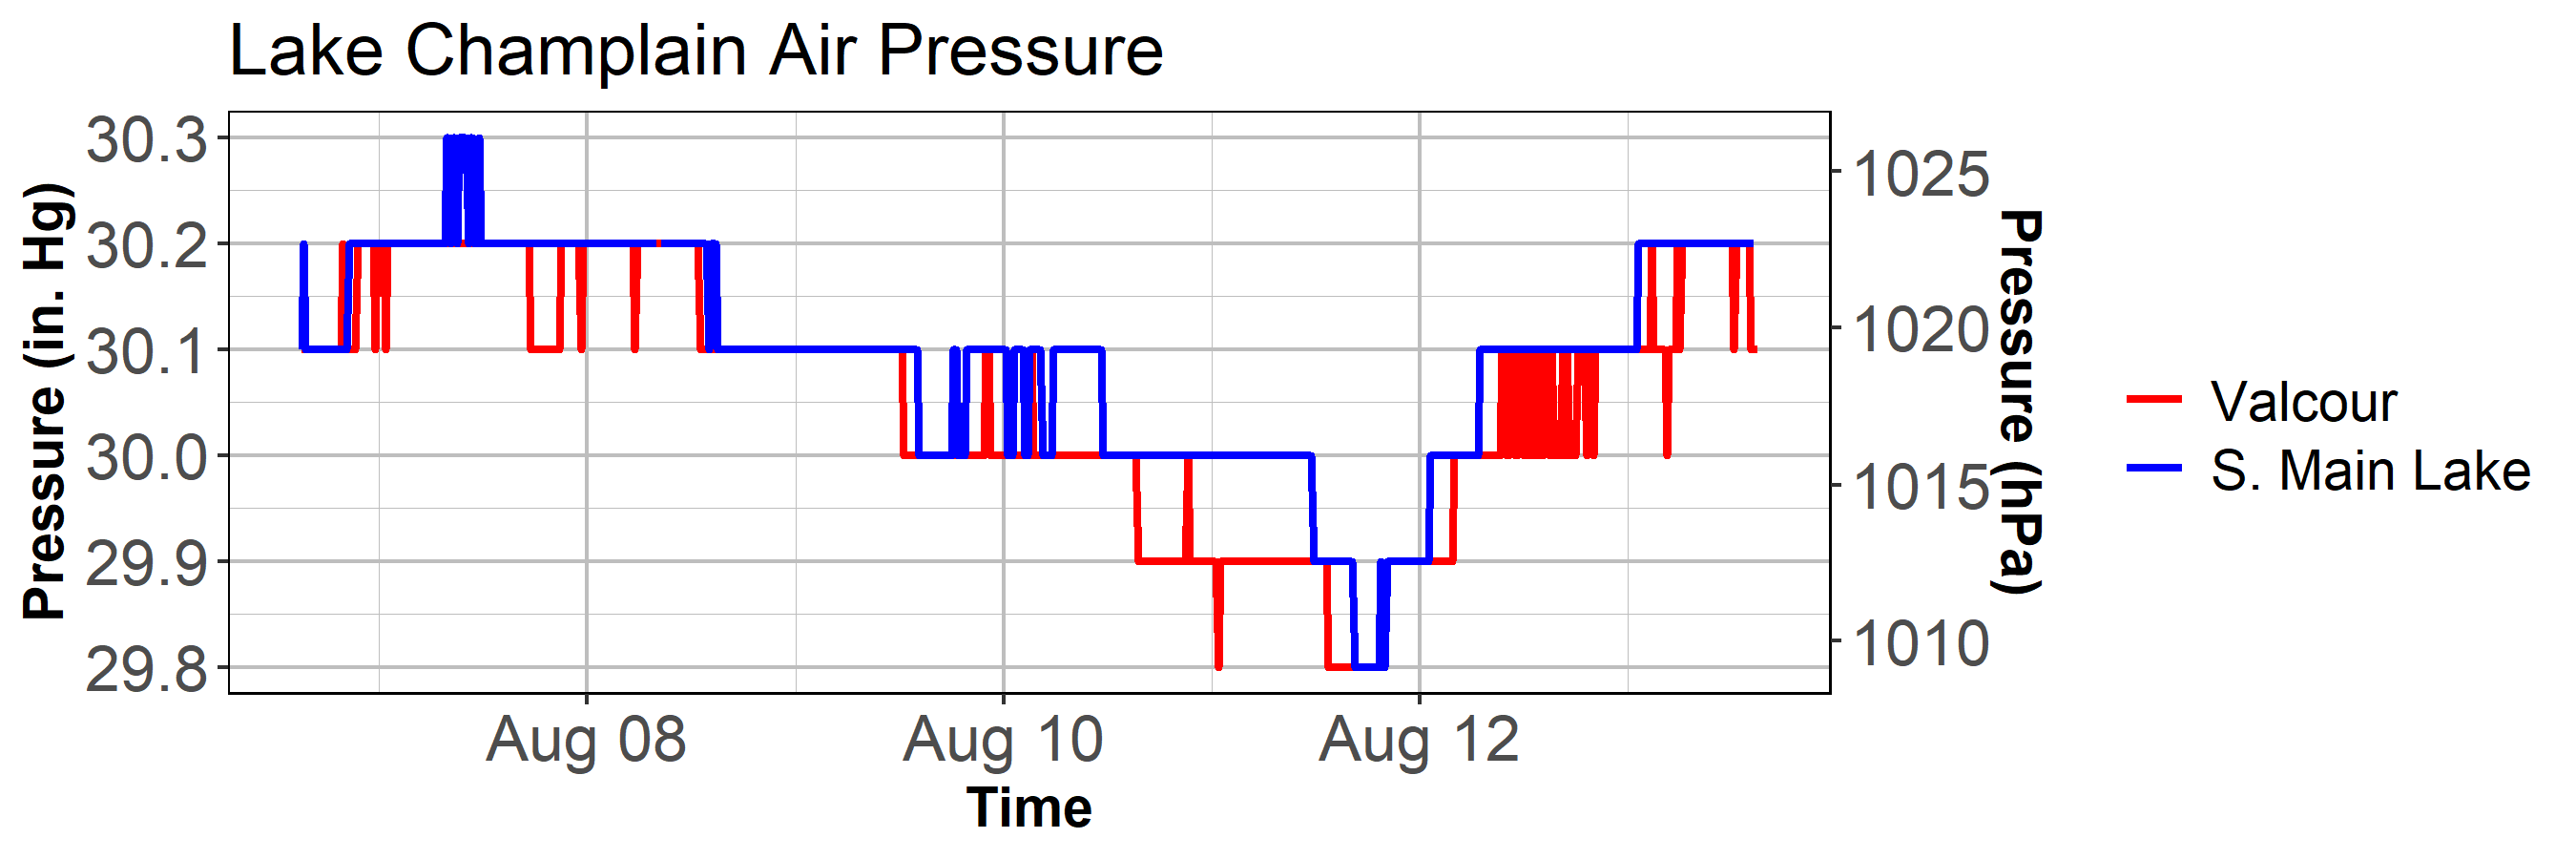 Lake Champlain Air Pressure
Pressure (in. Hg)
30.3
30.2
30.1
30.0
29.9
29.8
1025
1020
1015
1010
Pressure (hPa)
Aug 08
Aug 10
Aug 12
Time
Valcour
S. Main Lake